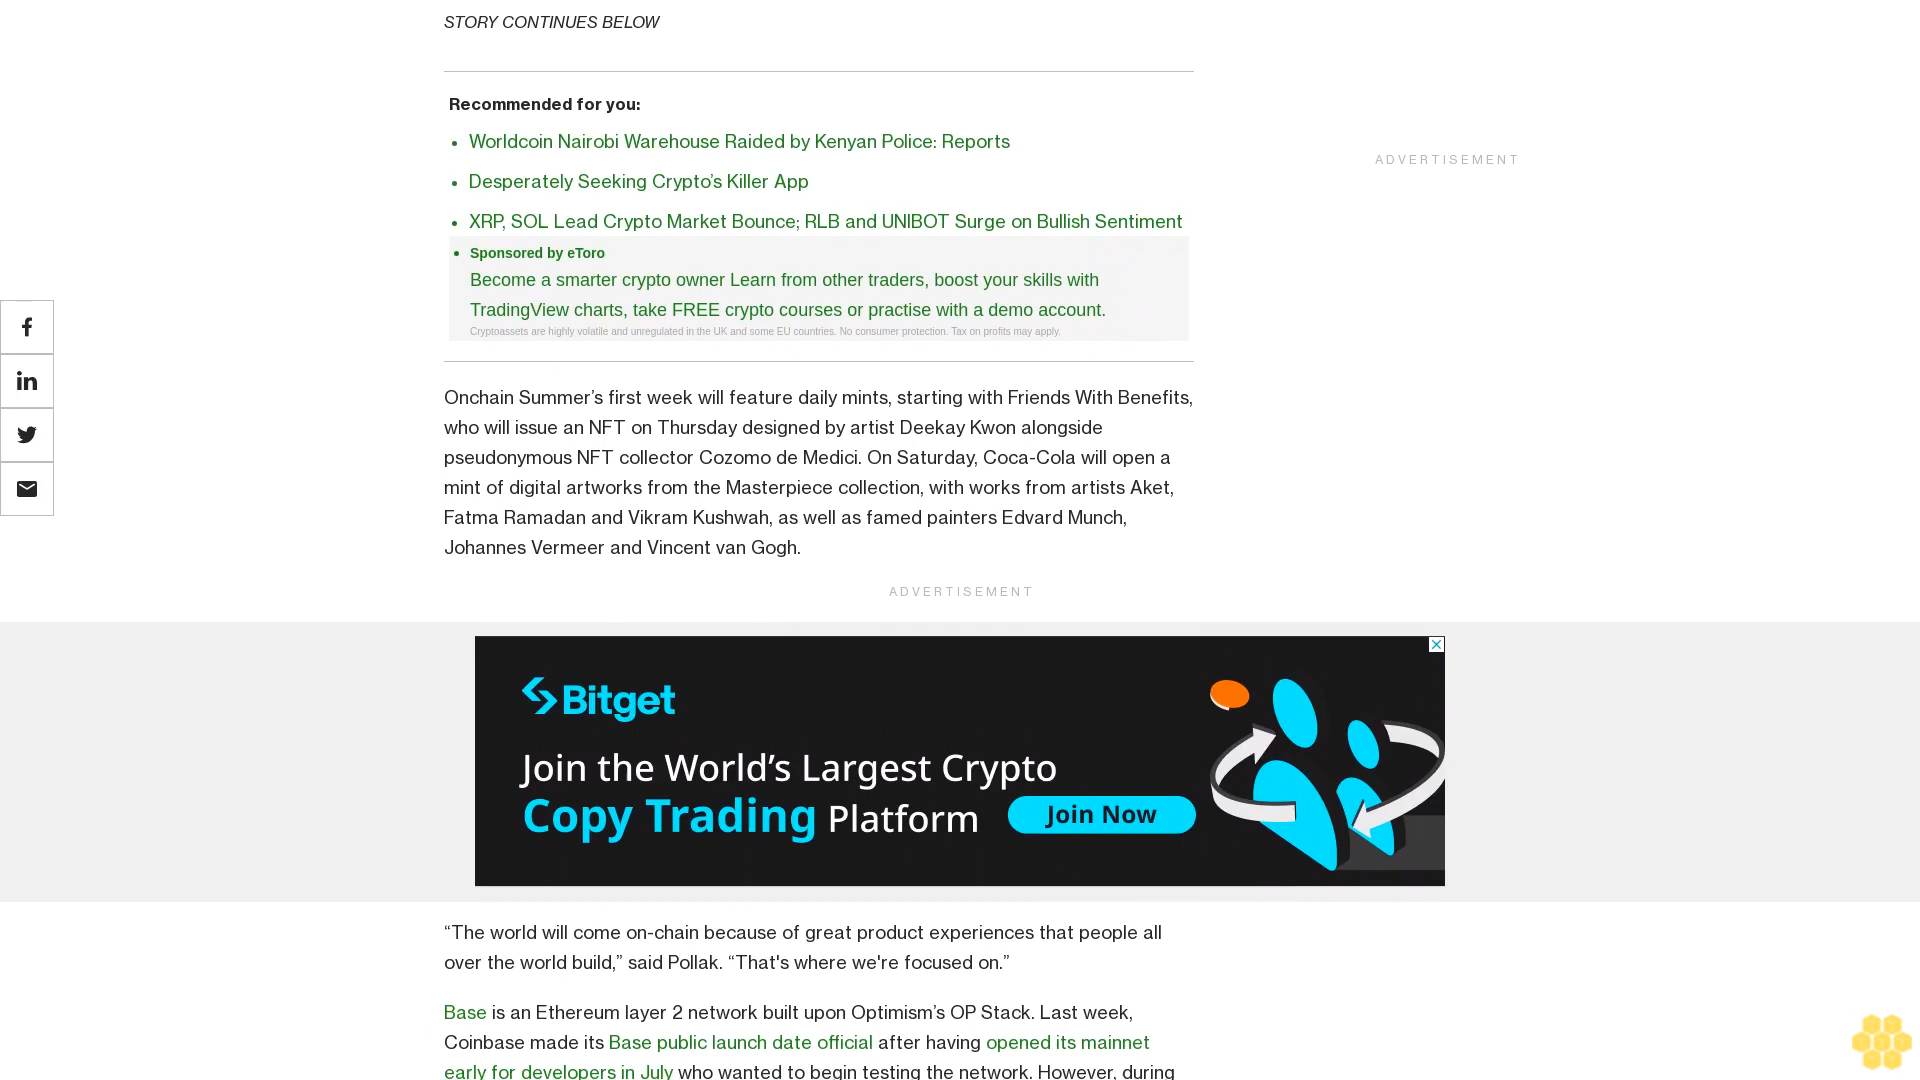 STORY CONTINUES BELOW
Recommended for you:
• Worldcoin Nairobi Warehouse Raided by Kenyan Police: Reports
• Desperately Seeking Crypto’s Killer App
• XRP, SOL Lead Crypto Market Bounce; RLB and UNIBOT Surge on Bullish Sentiment
• Sponsored by eToro
Become a smarter crypto owner Learn from other traders, boost your skills with
TradingView charts, take FREE crypto courses or practise with a demo account.
Cryptoassets are highly volatile and unregulated in the UK and some EU countries. No consumer protection. Tax on profits may apply.
ADVERTISEMENT
Onchain Summer’s first week will feature daily mints, starting with Friends With Benefits,
who will issue an NFT on Thursday designed by artist Deekay Kwon alongside
pseudonymous NFT collector Cozomo de Medici. On Saturday, Coca-Cola will open a
mint of digital artworks from the Masterpiece collection, with works from artists Aket,
Fatma Ramadan and Vikram Kushwah, as well as famed painters Edvard Munch,
Johannes Vermeer and Vincent van Gogh.
ADVERTISEMENT
Bitget
Join the World’s Largest Crypto
Copy Trading Platform
Join Now
“The world will come on-chain because of great product experiences that people all
over the world build,” said Pollak. “That's where we're focused on.”
Base is an Ethereum layer 2 network built upon Optimism’s OP Stack. Last week,
Coinbase made its Base public launch date official after having opened its mainnet
early for developers in July who wanted to begin testing the network. However, during